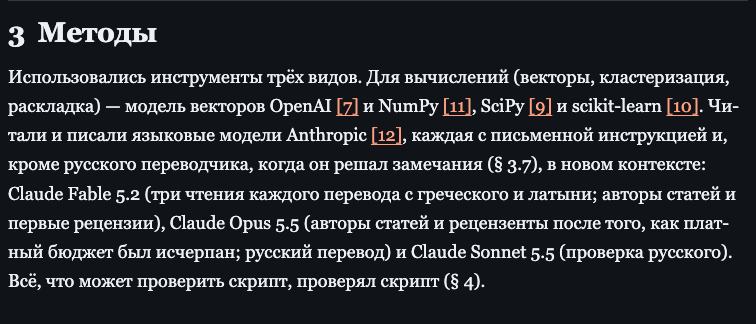 3 Методы
Использовались инструменты трёх видов. Для вычислений (векторы, кластеризация,
раскладка) — модель векторов OpenAI [7] и NumPy [11], SciPy [9] и scikit-learn [10]. Чи-
тали и писали языковые модели Anthropic [12], каждая с письменной инструкцией и,
кроме русского переводчика, когда он решал замечания (§ 3.7), в новом контексте:
Claude Fable 5.2 (три чтения каждого перевода с греческого и латыни; авторы статей и
первые рецензии), Claude Opus 5.5 (авторы статей и рецензенты после того, как плат-
ный бюджет был исчерпан; русский перевод) и Claude Sonnet 5.5 (проверка русского).
Всё, что может проверить скрипт, проверял скрипт (§ 4).